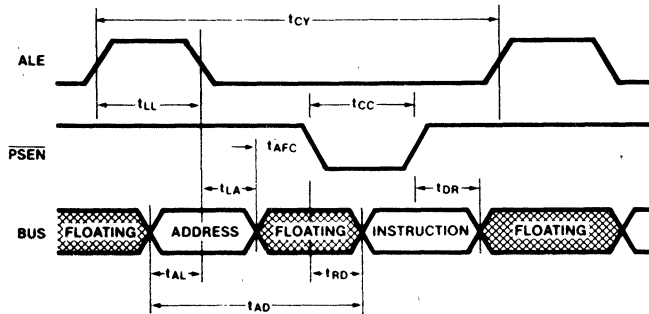 tCY
ALE
tLL
tCC
PSEN
tAFC
tLA
tDR
BUS
FLOATING ADDRESS FLOATING INSTRUCTION FLOATING
tAL
tRD
tAD